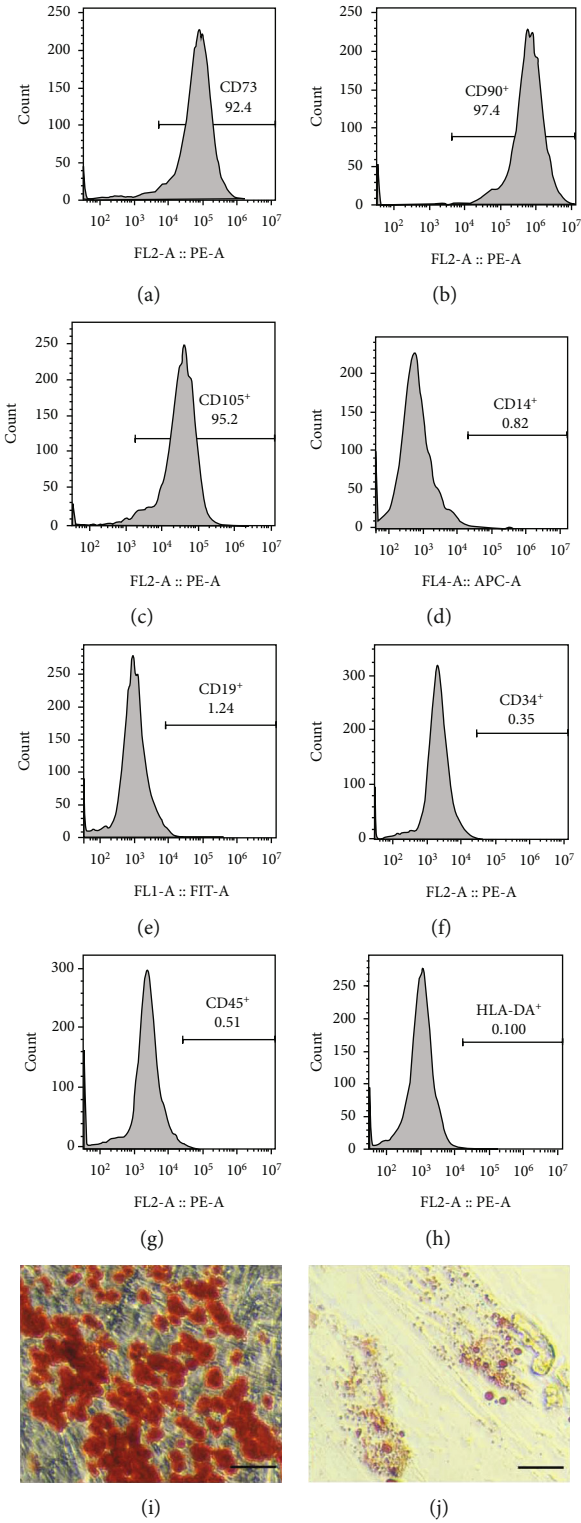 250
200
150
100
50
0
Count
CD73
92.4
10² 10³ 10⁴ 10⁵ 10⁶ 10⁷
FL2-A :: PE-A
(a)
250
200
150
100
50
0
Count
CD90⁺
97.4
10² 10³ 10⁴ 10⁵ 10⁶ 10⁷
FL2-A :: PE-A
(b)
250
200
150
100
50
0
Count
CD105⁺
95.2
10² 10³ 10⁴ 10⁵ 10⁶ 10⁷
FL2-A :: PE-A
(c)
200
150
100
50
0
Count
CD14⁺
0.82
10² 10³ 10⁴ 10⁵ 10⁶ 10⁷
FL4-A:: APC-A
(d)
250
200
150
100
50
0
Count
CD19⁺
1.24
10² 10³ 10⁴ 10⁵ 10⁶ 10⁷
FL1-A :: FIT-A
(e)
300
200
100
0
Count
CD34⁺
0.35
10² 10³ 10⁴ 10⁵ 10⁶ 10⁷
FL2-A :: PE-A
(f)
300
200
100
0
Count
CD45⁺
0.51
10² 10³ 10⁴ 10⁵ 10⁶ 10⁷
FL2-A :: PE-A
(g)
250
200
150
100
50
0
Count
HLA-DA⁺
0.100
10² 10³ 10⁴ 10⁵ 10⁶ 10⁷
FL2-A :: PE-A
(h)
(i)
(j)